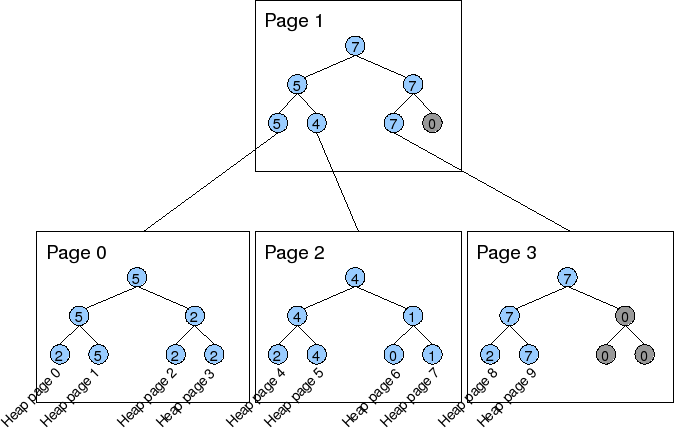 Page 1
7
5 7
5 4 7 0
Page 0
5
5 2
2 5 2 2
Heap page 0 Heap page 1 Heap page 2 Heap page 3
Page 2
4
4 1
2 4 0 1
Heap page 4 Heap page 5 Heap page 6 Heap page 7
Page 3
7
7 0
2 7 0 0
Heap page 8 Heap page 9